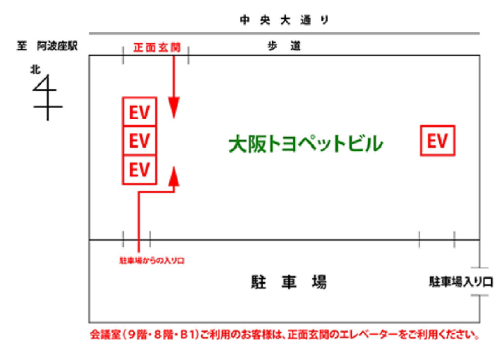 中央大通り
至 阿波座駅
正面玄関
歩道
北
EV
EV
EV
大阪トヨペットビル
EV
駐車場からの入り口
駐車場
駐車場入り口
会議室(9階・8階・B1)ご利用のお客様は、正面玄関のエレベーターをご利用ください。